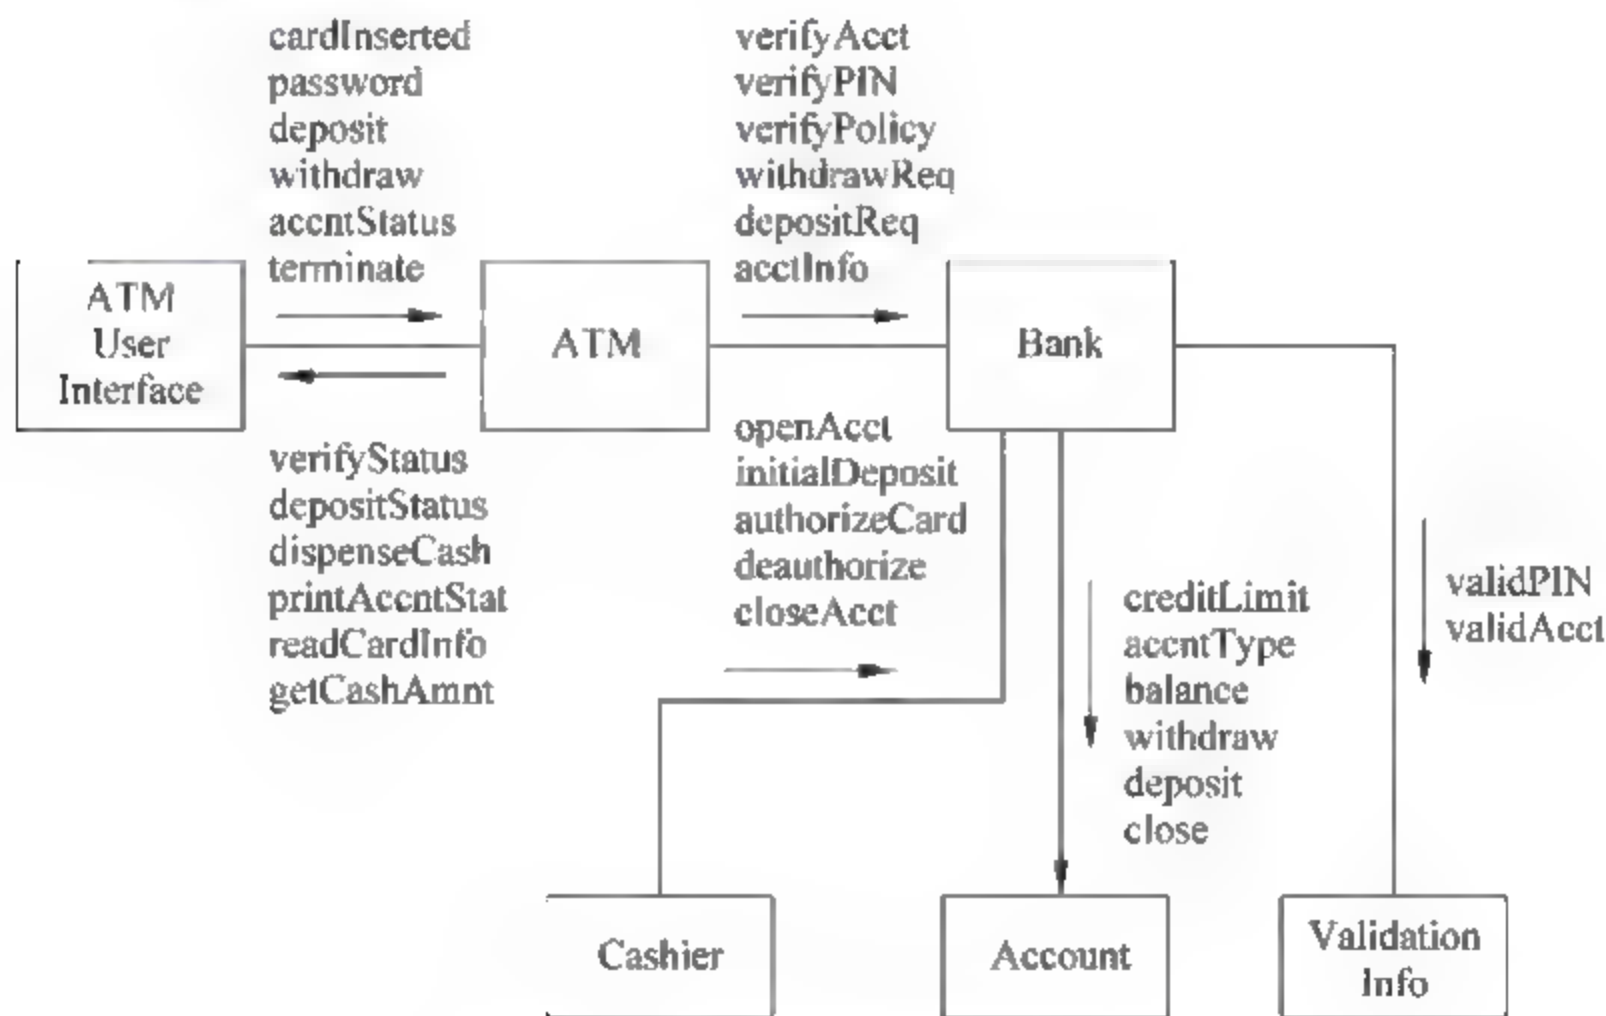 cardInserted
password
deposit
withdraw
accntStatus
terminate
verifyAcct
verifyPIN
verifyPolicy
withdrawReq
depositReq
acctInfo
ATM
User
Interface
ATM
Bank
verifyStatus
depositStatus
dispenseCash
printAccntStat
readCardInfo
getCashAmnt
openAcct
initialDeposit
authorizeCard
deauthorize
closeAcct
creditLimit
accntType
balance
withdraw
deposit
close
validPIN
validAcct
Cashier
Account
Validation
Info